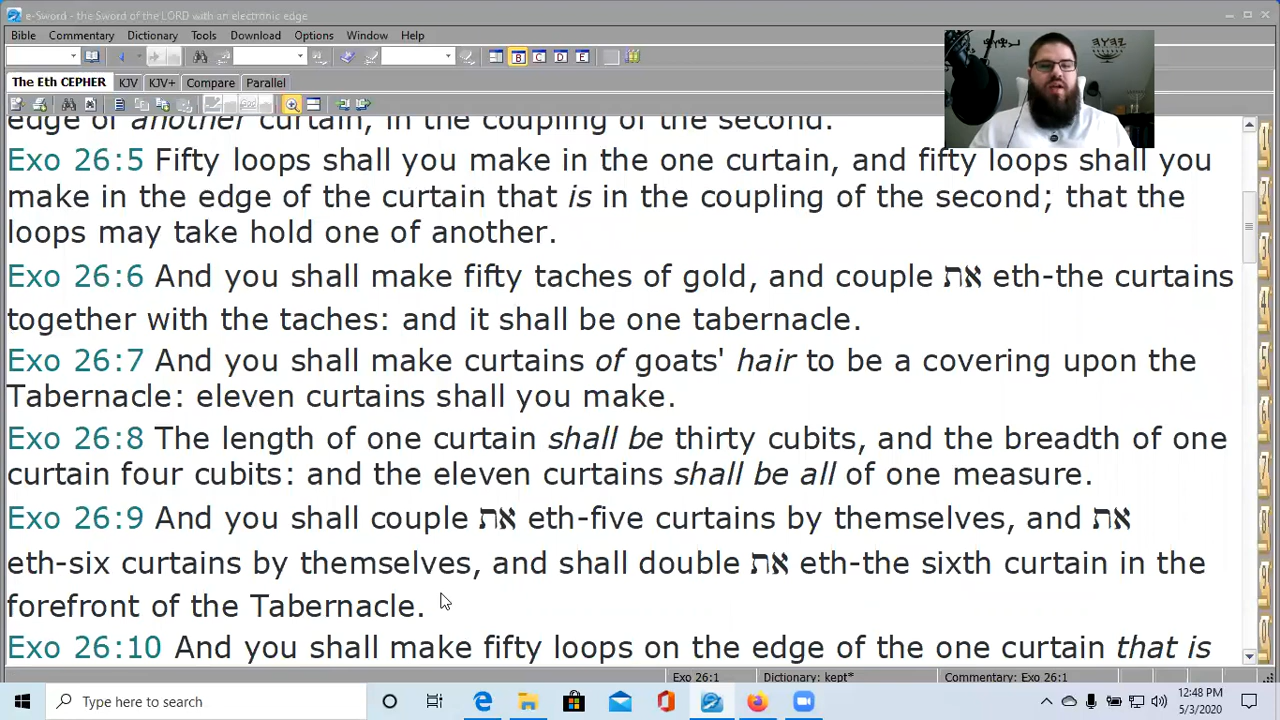 e-Sword - the Sword of the LORD with an electronic edge
Bible Commentary Dictionary Tools Download Options Window Help
B C D E
The Eth CEPHER KJV KJV+ Compare Parallel
edge of another curtain, in the coupling of the second.
Exo 26:5 Fifty loops shall you make in the one curtain, and fifty loops shall you
make in the edge of the curtain that is in the coupling of the second; that the
loops may take hold one of another.
Exo 26:6 And you shall make fifty taches of gold, and couple את eth-the curtains
together with the taches: and it shall be one tabernacle.
Exo 26:7 And you shall make curtains of goats' hair to be a covering upon the
Tabernacle: eleven curtains shall you make.
Exo 26:8 The length of one curtain shall be thirty cubits, and the breadth of one
curtain four cubits: and the eleven curtains shall be all of one measure.
Exo 26:9 And you shall couple את eth-five curtains by themselves, and את
eth-six curtains by themselves, and shall double את eth-the sixth curtain in the
forefront of the Tabernacle.
Exo 26:10 And you shall make fifty loops on the edge of the one curtain that is
Exo 26:1 Dictionary: kept* Commentary: Exo 26:1
Type here to search
12:48 PM
5/3/2020